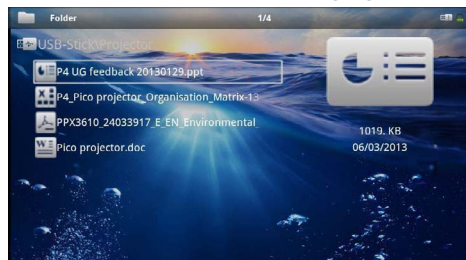 Folder 1/4
USB-Stick\Projector
P4 UG feedback 20130129.ppt
P4_Pico projector_Organisation_Matrix-13
PPX3610_24033917_E_EN_Environmental_
Pico projector.doc
1019. KB
06/03/2013